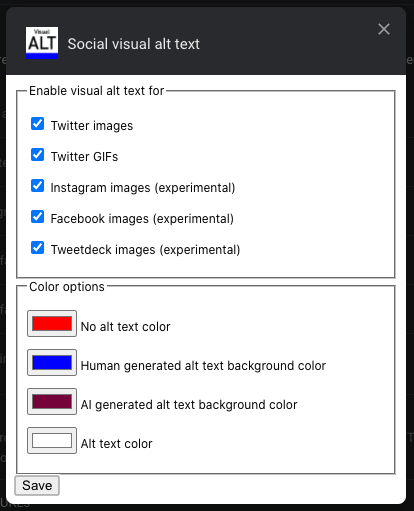 Visual
ALT
Social visual alt text
Enable visual alt text for
Twitter images
Twitter GIFs
Instagram images (experimental)
Facebook images (experimental)
Tweetdeck images (experimental)
Color options
No alt text color
Human generated alt text background color
AI generated alt text background color
Alt text color
Save